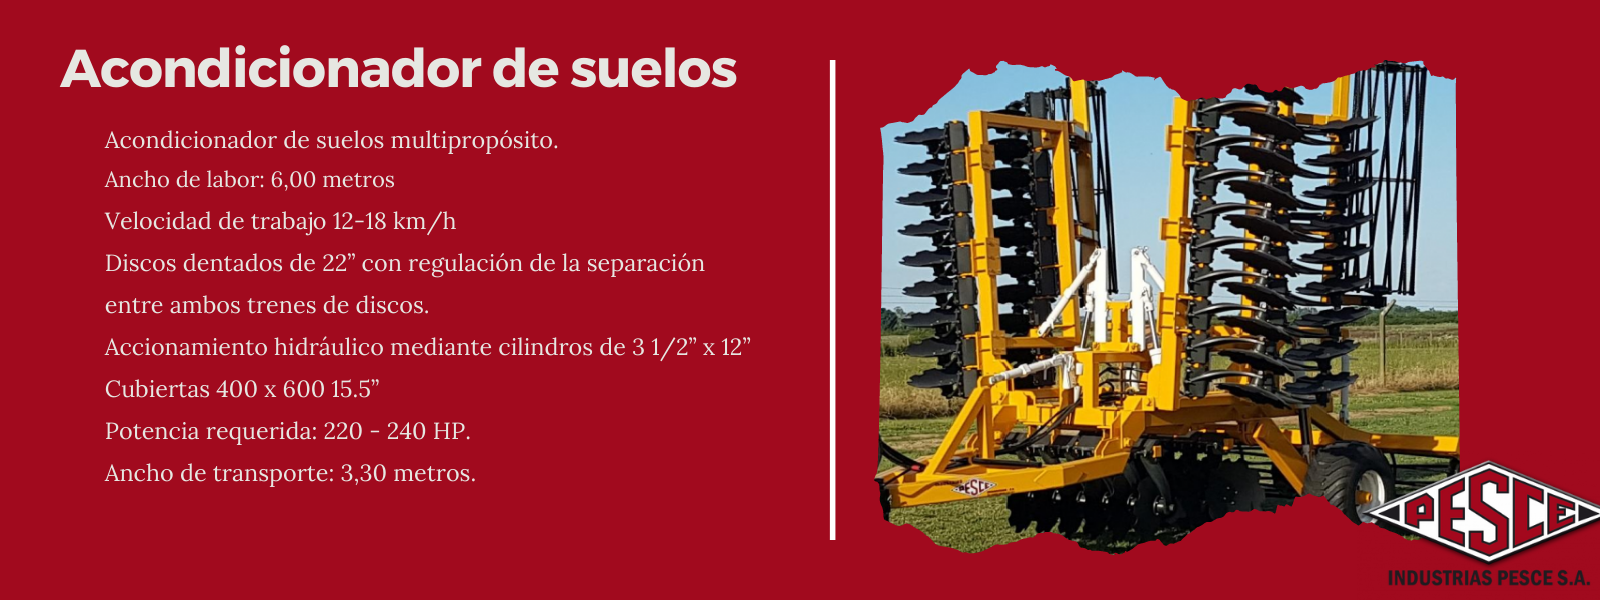 Acondicionador de suelos
Acondicionador de suelos multipropósito.
Ancho de labor: 6,00 metros
Velocidad de trabajo 12-18 km/h
Discos dentados de 22” con regulación de la separación
entre ambos trenes de discos.
Accionamiento hidráulico mediante cilindros de 3 1/2” x 12”
Cubiertas 400 x 600 15.5”
Potencia requerida: 220 - 240 HP.
Ancho de transporte: 3,30 metros.
PESCE
PESCE
INDUSTRIAS PESCE S.A.